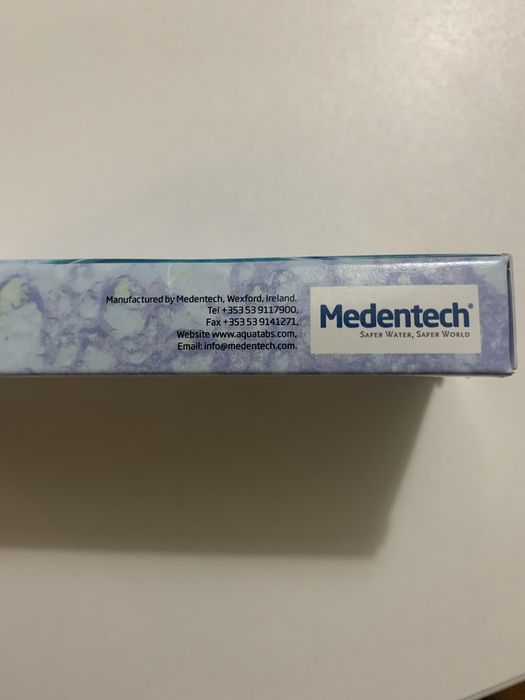 Manufactured by Medentech, Wexford, Ireland.
Tel +353 53 9117900,
Fax +353 53 9141271,
Website www.aquatabs.com,
Email: info@medentech.com.
Medentech®
SAFER WATER, SAFER WORLD